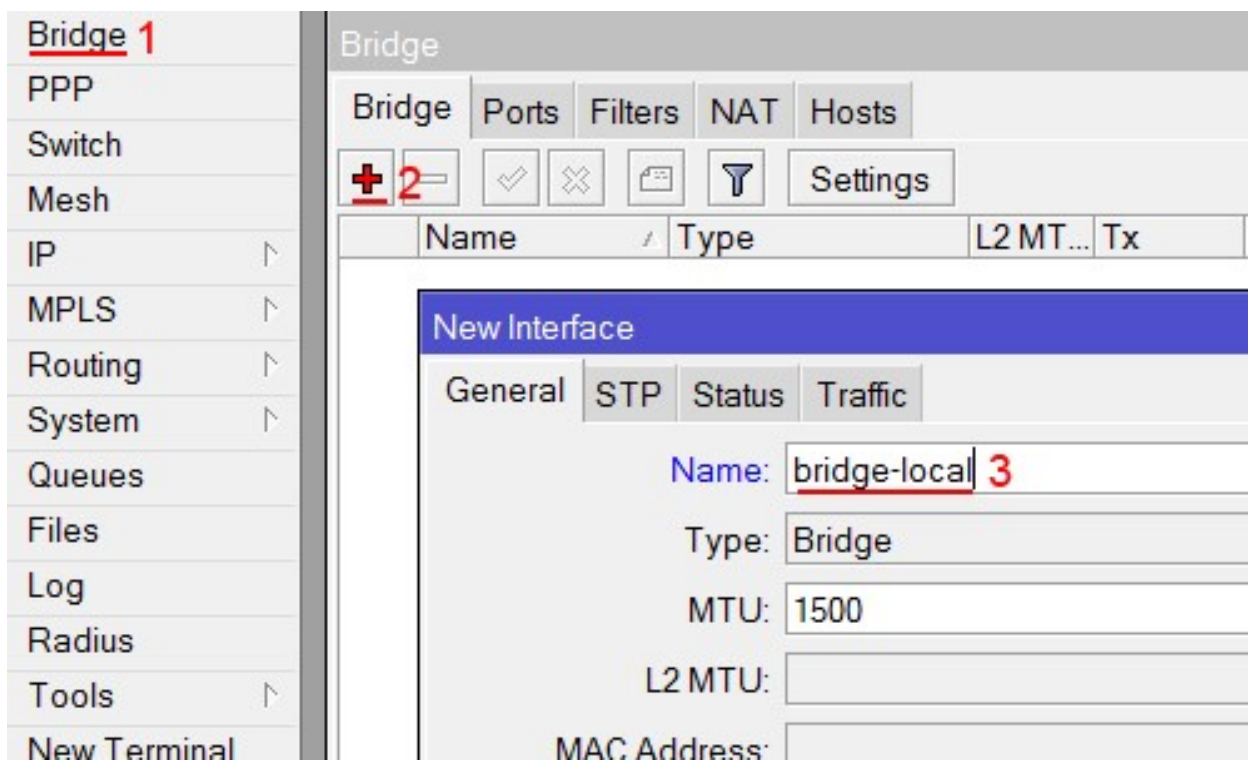 Bridge 1
PPP
Switch
Mesh
IP
MPLS
Routing
System
Queues
Files
Log
Radius
Tools
New Terminal
Bridge
Bridge Ports Filters NAT Hosts
2 Settings
Name Type L2 MT... Tx
New Interface
General STP Status Traffic
Name: bridge-local 3
Type: Bridge
MTU: 1500
L2 MTU:
MAC Address: